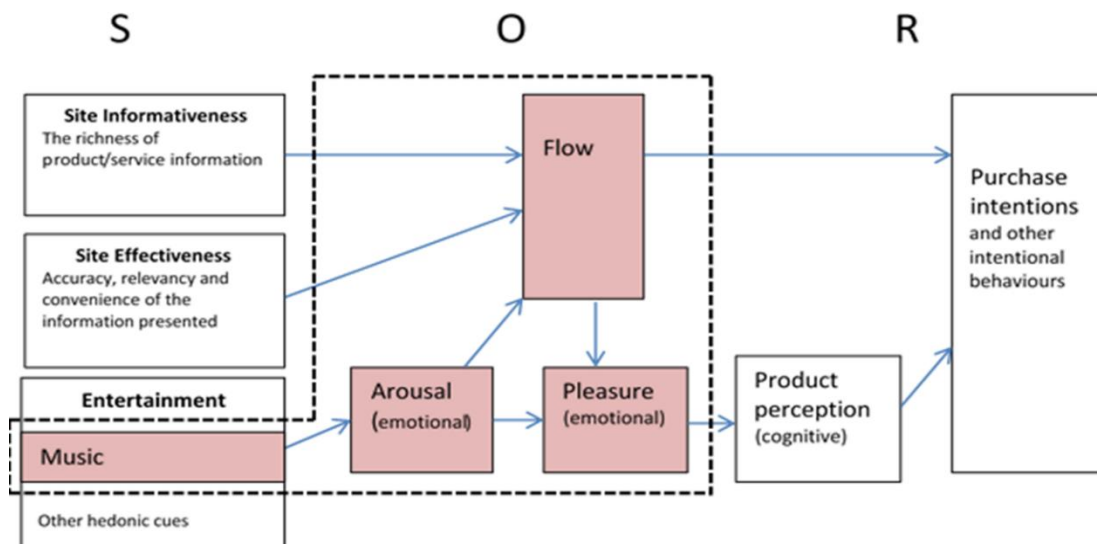 S O R
Site Informativeness
The richness of
product/service information
Site Effectiveness
Accuracy, relevancy and
convenience of the
information presented
Entertainment
Music
Other hedonic cues
Flow
Arousal
(emotional)
Pleasure
(emotional)
Product
perception
(cognitive)
Purchase
intentions
and other
intentional
behaviours